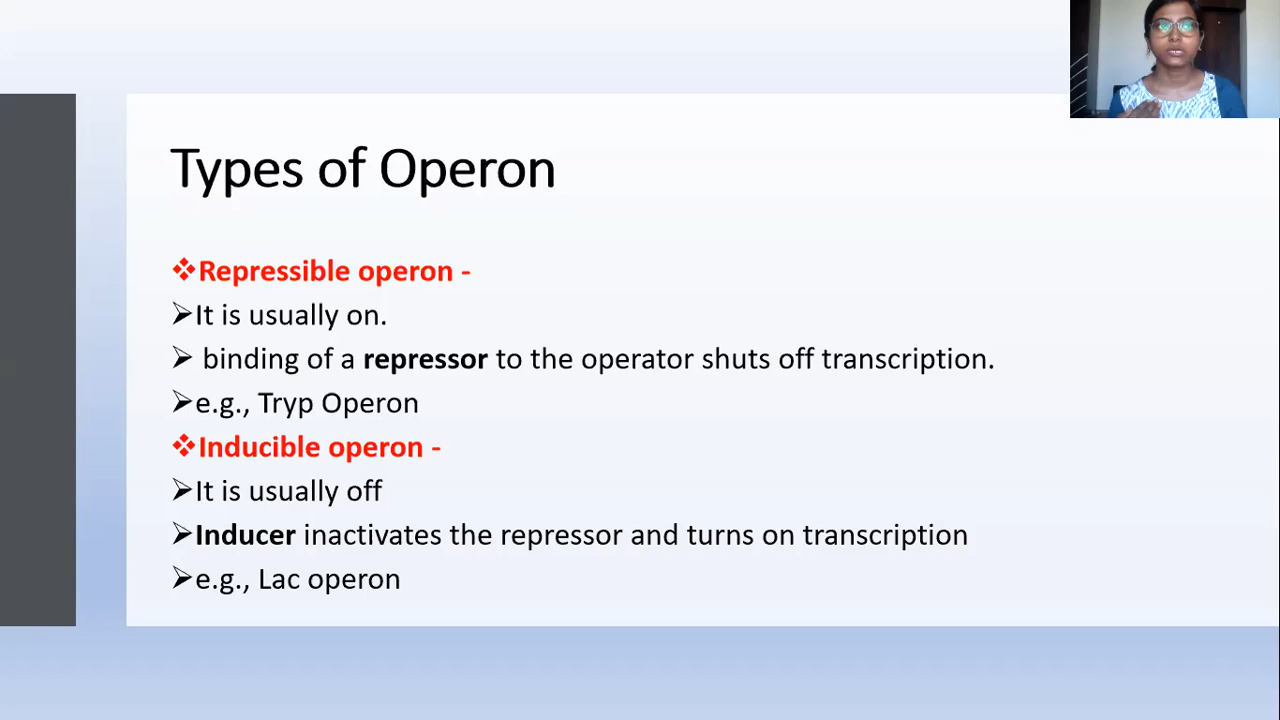 Types of Operon
❖Repressible operon -
➢It is usually on.
➢ binding of a repressor to the operator shuts off transcription.
➢e.g., Tryp Operon
❖Inducible operon -
➢It is usually off
➢Inducer inactivates the repressor and turns on transcription
➢e.g., Lac operon